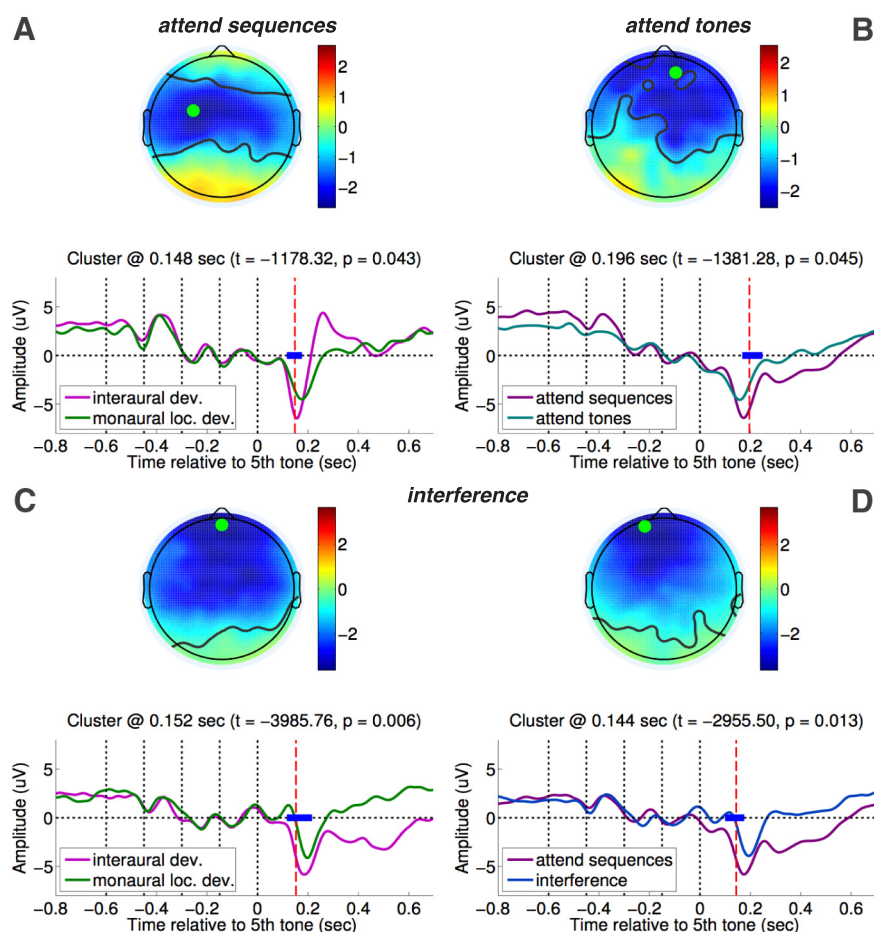 A
attend sequences
attend tones
B
2
1
0
−1
−2
2
1
0
−1
−2
Cluster @ 0.148 sec (t = −1178.32, p = 0.043)
Cluster @ 0.196 sec (t = −1381.28, p = 0.045)
Amplitude (uV)
5
0
−5
interaural dev.
monaural loc. dev.
−0.8 −0.6 −0.4 −0.2 0 0.2 0.4 0.6
Time relative to 5th tone (sec)
Amplitude (uV)
5
0
−5
attend sequences
attend tones
−0.8 −0.6 −0.4 −0.2 0 0.2 0.4 0.6
Time relative to 5th tone (sec)
C
interference
D
2
0
−2
2
0
−2
Cluster @ 0.152 sec (t = −3985.76, p = 0.006)
Cluster @ 0.144 sec (t = −2955.50, p = 0.013)
Amplitude (uV)
5
0
−5
interaural dev.
monaural loc. dev.
−0.8 −0.6 −0.4 −0.2 0 0.2 0.4 0.6
Time relative to 5th tone (sec)
Amplitude (uV)
5
0
−5
attend sequences
interference
−0.8 −0.6 −0.4 −0.2 0 0.2 0.4 0.6
Time relative to 5th tone (sec)